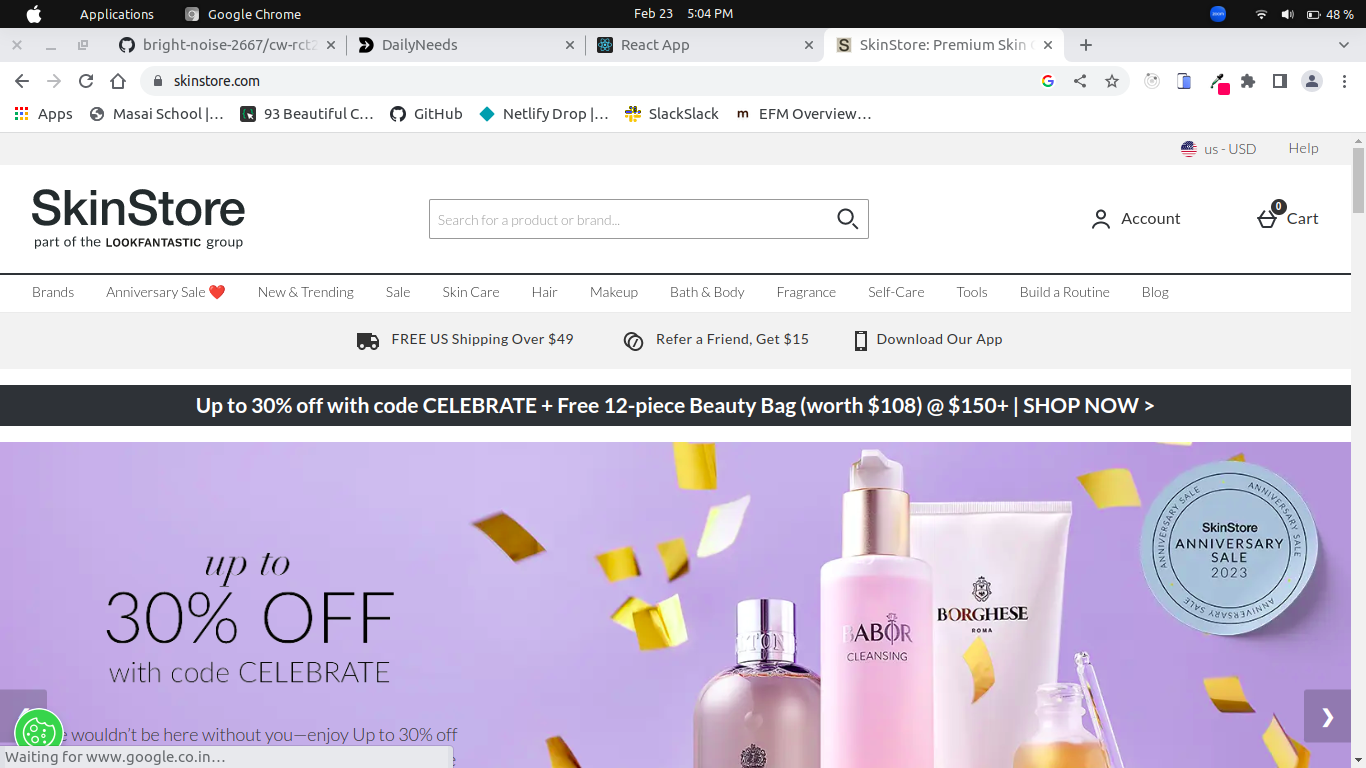 Applications Google Chrome Feb 23 5:04 PM zoom 48 %
bright-noise-2667/cw-rct2 DailyNeeds React App SkinStore: Premium Skin
skinstore.com
Apps Masai School |... 93 Beautiful C... GitHub Netlify Drop |... SlackSlack m EFM Overview...
us - USD Help
SkinStore
part of the LOOKFANTASTIC group
Search for a product or brand...
Account
0
Cart
Brands Anniversary Sale ❤️ New & Trending Sale Skin Care Hair Makeup Bath & Body Fragrance Self-Care Tools Build a Routine Blog
FREE US Shipping Over $49 Refer a Friend, Get $15 Download Our App
Up to 30% off with code CELEBRATE + Free 12-piece Beauty Bag (worth $108) @ $150+ | SHOP NOW >
up to
30% OFF
with code CELEBRATE
wouldn't be here without you—enjoy Up to 30% off
BABOR
CLEANSING
BORGHESE
ROMA
ANNIVERSARY SALE
ANNIVERSARY SALE
ANNIVERSARY SALE
ANNIVERSARY SALE
SkinStore
ANNIVERSARY
SALE
2023
Waiting for www.google.co.in...